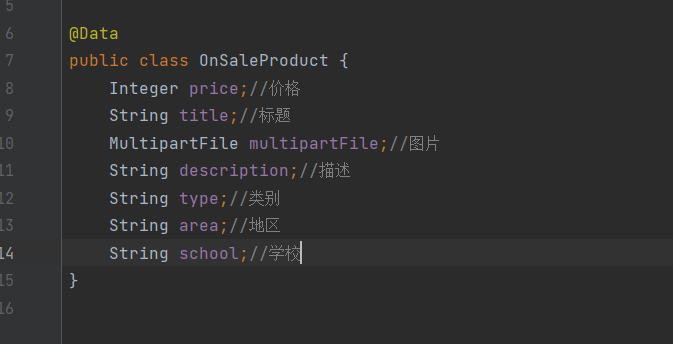 5
6 @Data
7 public class OnSaleProduct {
8 Integer price;//价格
9 String title;//标题
10 MultipartFile multipartFile;//图片
11 String description;//描述
12 String type;//类别
13 String area;//地区
14 String school;//学校
15 }
16